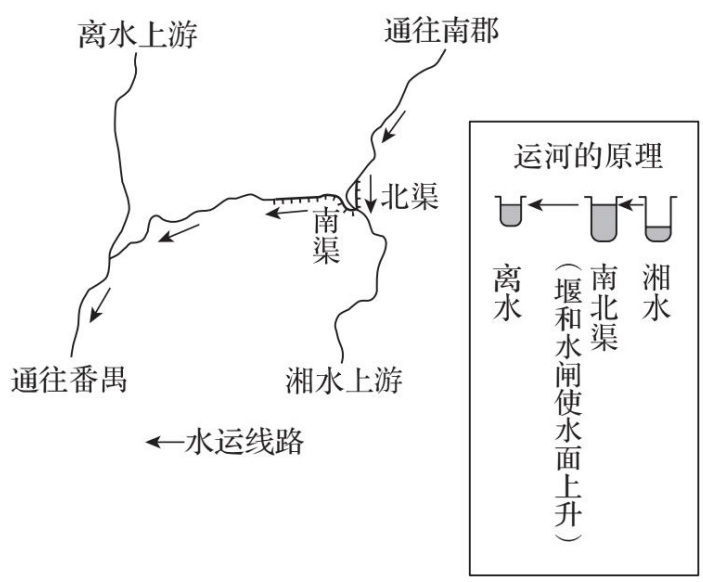 离水上游
通往南郡
北渠
南渠
通往番禺
湘水上游
←水运线路
运河的原理
离水
南北渠
（堰和水闸使水面上升）
湘水